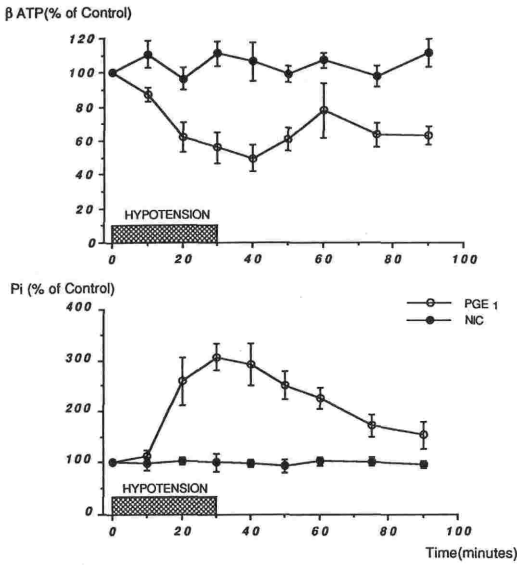 β ATP(% of Control)
120
100
80
60
40
20
0
HYPOTENSION
0 20 40 60 80 100
Pi (% of Control)
PGE 1
NIC
400
300
200
100
00
HYPOTENSION
0 20 40 60 80 100
Time(minutes)